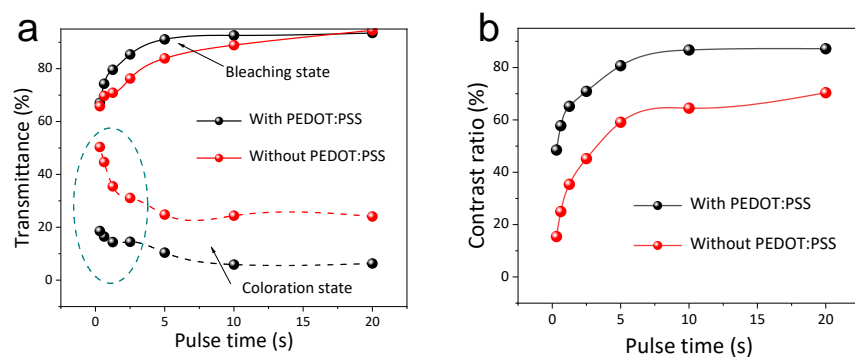 a
Transmittance (%)
80
60
40
20
0
Bleaching state
With PEDOT:PSS
Without PEDOT:PSS
Coloration state
0 5 10 15 20
Pulse time (s)
b
Contrast ratio (%)
100
80
60
40
20
0
With PEDOT:PSS
Without PEDOT:PSS
0 5 10 15 20
Pulse time (s)